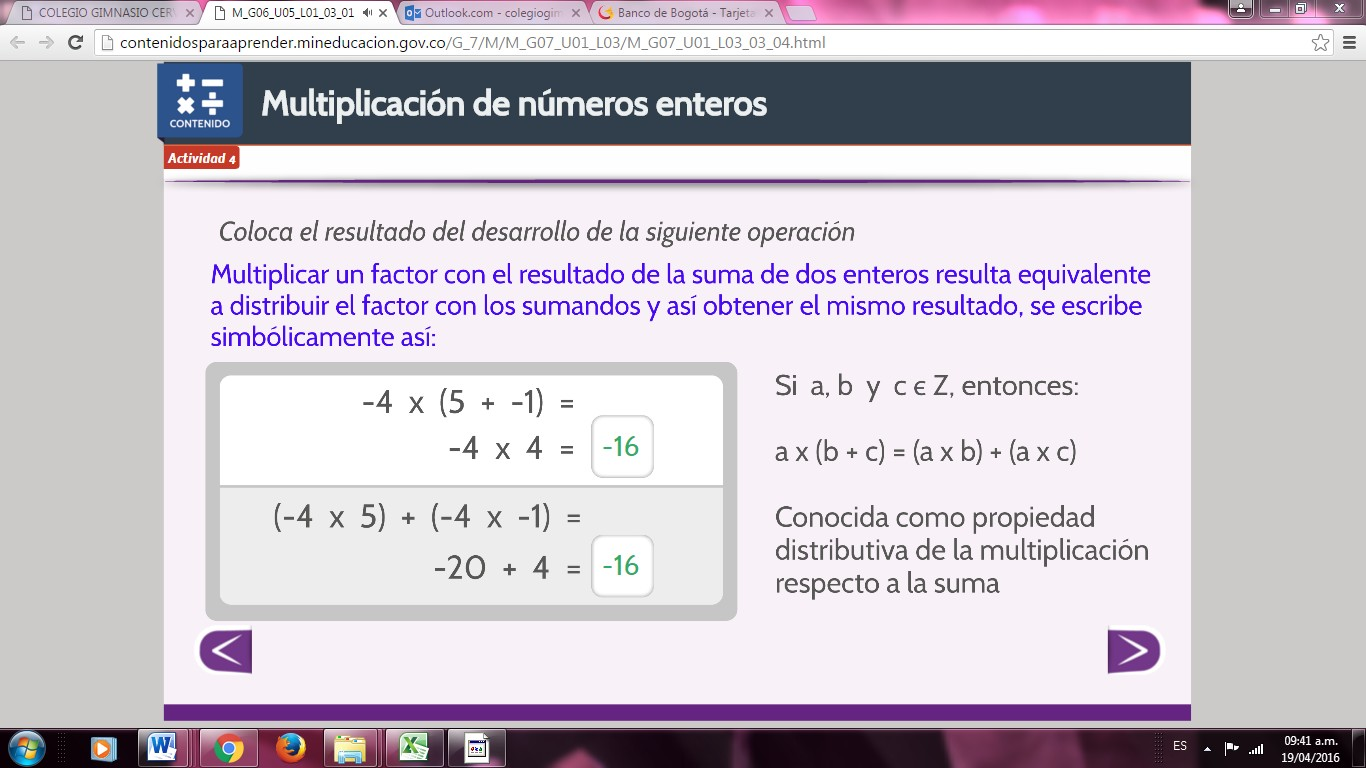 COLEGIO GIMNASIO CER
M_G06_U05_L01_03_01
Outlook.com - colegiogim
Banco de Bogotá - Tarjeta
contenidosparaaprender.mineducacion.gov.co/G_7/M/M_G07_U01_L03/M_G07_U01_L03_03_04.html
CONTENIDO
Multiplicación de números enteros
Actividad 4
Coloca el resultado del desarrollo de la siguiente operación
Multiplicar un factor con el resultado de la suma de dos enteros resulta equivalente
a distribuir el factor con los sumandos y así obtener el mismo resultado, se escribe
simbólicamente así:
-4 x (5 + -1) =
-4 x 4 = -16
(-4 x 5) + (-4 x -1) =
-20 + 4 = -16
Si a, b y c ϵ Z, entonces:
a x (b + c) = (a x b) + (a x c)
Conocida como propiedad
distributiva de la multiplicación
respecto a la suma
ES
09:41 a.m.
19/04/2016